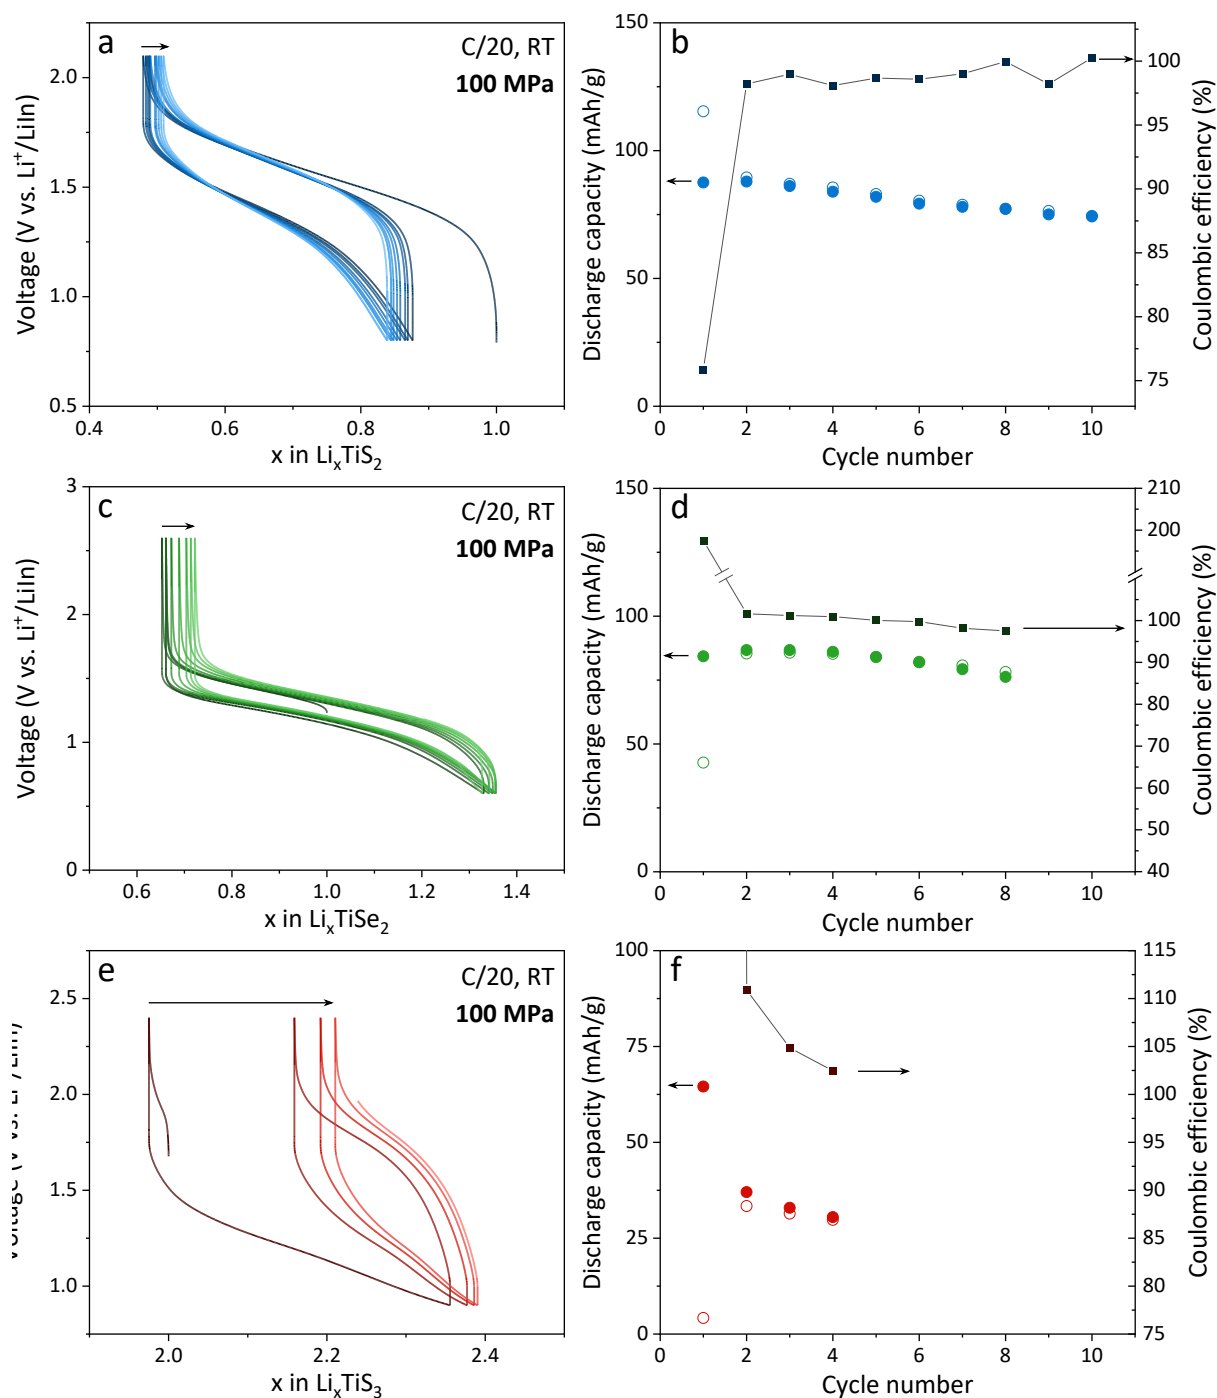 a
C/20, RT
100 MPa
Voltage (V vs. Li⁺/LiIn)
2.0
1.5
1.0
0.5
0.4
0.6
0.8
1.0
x in LiₓTiS₂
b
Discharge capacity (mAh/g)
150
100
50
0
Coulombic efficiency (%)
100
95
90
85
80
75
0
2
4
6
8
10
Cycle number
c
C/20, RT
100 MPa
Voltage (V vs. Li⁺/LiIn)
3
2
1
0
0.6
0.8
1.0
1.2
1.4
x in LiₓTiSe₂
d
Discharge capacity (mAh/g)
150
100
50
0
Coulombic efficiency (%)
210
200
100
90
80
70
60
50
40
0
2
4
6
8
10
Cycle number
e
C/20, RT
100 MPa
(V vs.
2.5
2.0
1.5
1.0
2.0
2.2
2.4
x in LiₓTiS₃
f
Discharge capacity (mAh/g)
100
75
50
25
0
Coulombic efficiency (%)
115
110
105
100
95
90
85
80
75
0
2
4
6
8
10
Cycle number